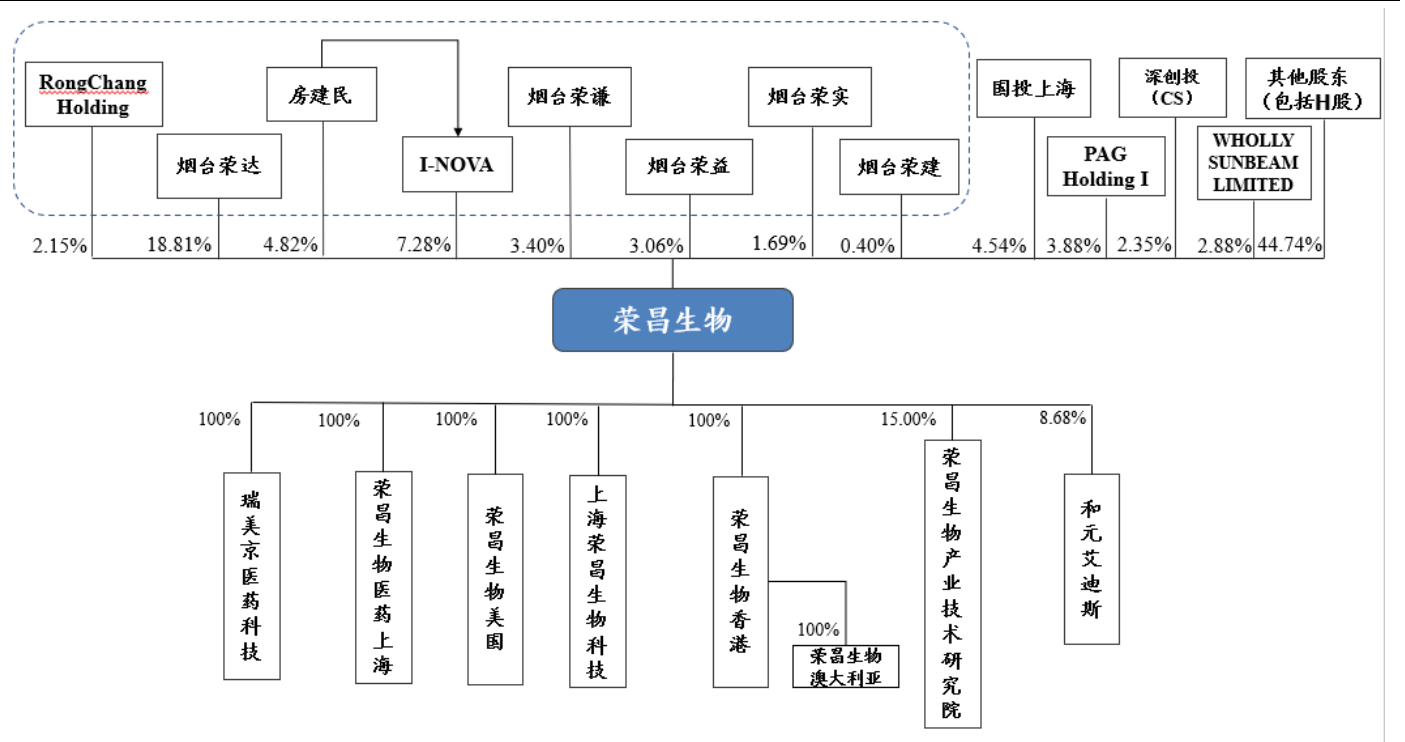 RongChang
Holding
房建民
烟台荣谦
烟台荣实
国投上海
深创投
（CS）
其他股东
（包括H股）
烟台荣达
I-NOVA
烟台荣益
烟台荣建
PAG
Holding I
WHOLLY
SUNBEAM
LIMITED
2.15%
18.81%
4.82%
7.28%
3.40%
3.06%
1.69%
0.40%
4.54%
3.88%
2.35%
2.88%
44.74%
荣昌生物
100%
100%
100%
100%
100%
15.00%
8.68%
瑞美京医药科技
荣昌生物医药上海
荣昌生物美国
上海荣昌生物科技
荣昌生物香港
100%
荣昌生物
澳大利亚
荣昌生物产业技术研究院
和元艾迪斯